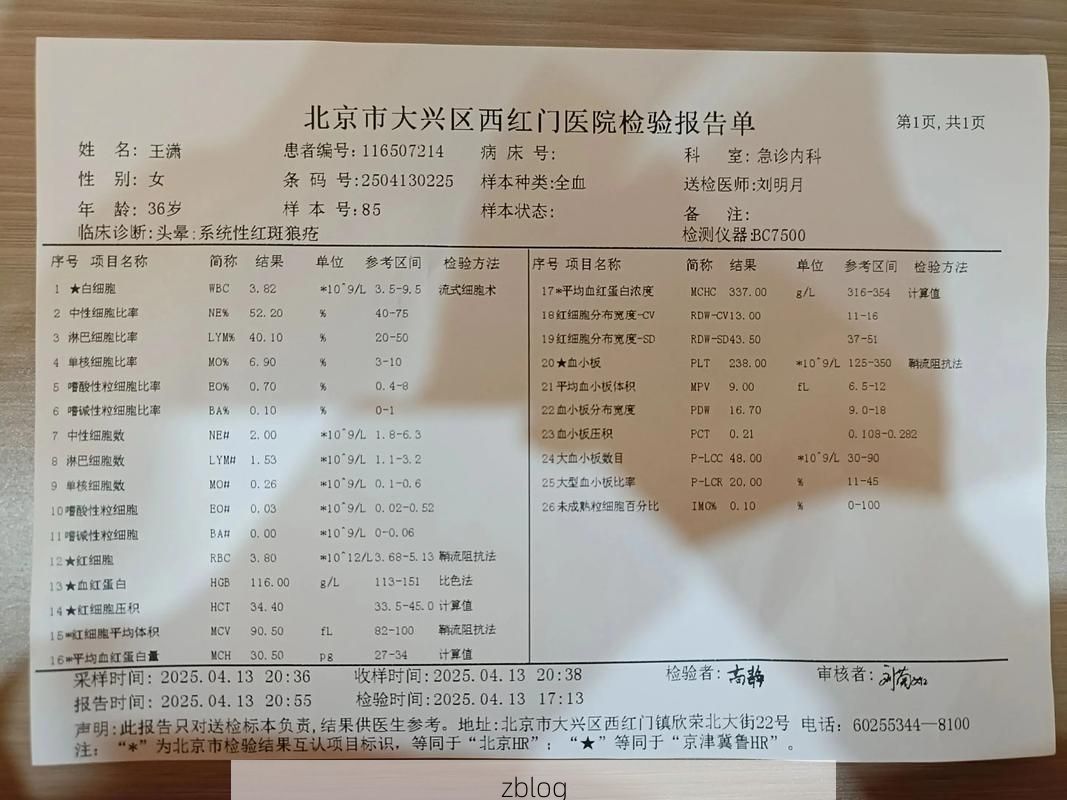 北京市大兴区西红门医院检验报告单
第1页,共1页
姓 名: 王潇 患者编号: 116507214 病 床 号: 科 室: 急诊内科
性 别: 女 条 码 号:2504130225 样本种类:全血 送检医师:刘明月
年 龄: 36岁 样 本 号:85 样本状态: 备 注:
临床诊断:头晕:系统性红斑狼疮 检测仪器:BC7500
序号 项目名称 简称 结果 单位 参考区间 检验方法
1 ★白细胞 WBC 3.82 *10^9/L 3.5-9.5 流式细胞术
2 中性细胞比率 NE% 52.20 % 40-75
3 淋巴细胞比率 LYM% 40.10 % 20-50
4 单核细胞比率 MO% 6.90 % 3-10
5 嗜酸性粒细胞比率 EO% 0.70 % 0.4-8
6 嗜碱性粒细胞比率 BA% 0.10 % 0-1
7 中性细胞数 NE# 2.00 *10^9/L 1.8-6.3
8 淋巴细胞数 LYM# 1.53 *10^9/L 1.1-3.2
9 单核细胞数 MO# 0.26 *10^9/L 0.1-0.6
10嗜酸性粒细胞 EO# 0.03 *10^9/L 0.02-0.52
11嗜碱性粒细胞 BA# 0.00 *10^9/L 0-0.06
12★红细胞 RBC 3.80 *10^12/L 3.68-5.13 鞘流阻抗法
13★血红蛋白 HGB 116.00 g/L 113-151 比色法
14★红细胞压积 HCT 34.40 33.5-45.0 计算值
15*红细胞平均体积 MCV 90.50 fL 82-100 鞘流阻抗法
16*平均血红蛋白量 MCH 30.50 pg 27-34 计算值
序号 项目名称 简称 结果 单位 参考区间 检验方法
17*平均血红蛋白浓度 MCHC 337.00 g/L 316-354 计算值
18红细胞分布宽度-CV RDW-CV13.00 11-16
19红细胞分布宽度-SD RDW-SD43.50 37-51
20★血小板 PLT 238.00 *10^9/L 125-350 鞘流阻抗法
21平均血小板体积 MPV 9.00 fL 6.5-12
22血小板分布宽度 PDW 16.70 9.0-18
23血小板压积 PCT 0.21 0.108-0.282
24大血小板数目 P-LCC 48.00 *10^9/L 30-90
25大型血小板比率 P-LCR 20.00 % 11-45
26未成熟粒细胞百分比 IMG% 0.10 % 0-100
采样时间: 2025.04.13 20:36 收样时间:2025.04.13 20:38 检验者: 高静 审核者:
报告时间: 2025.04.13 20:55 检验时间:2025.04.13 17:13
声明:此报告只对送检标本负责,结果供医生参考。地址:北京市大兴区西红门镇欣荣北大街22号 电话: 60255344—8100
注: “*”为北京市检验结果互认项目标识, 等同于“北京HR”; “★”等同于“京津冀鲁HR”。
zblog